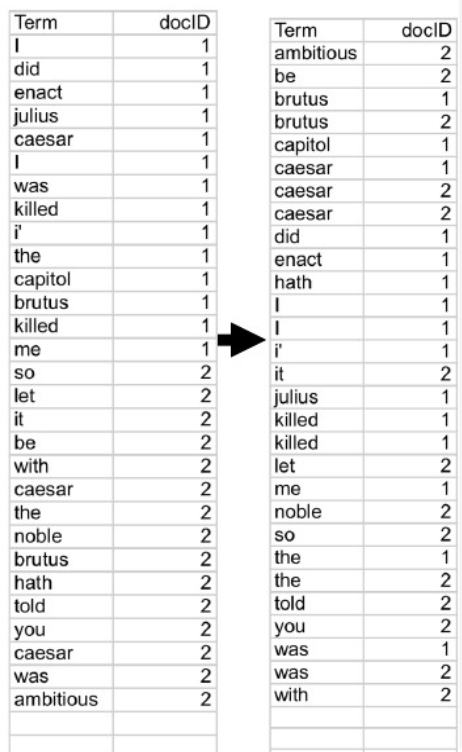 Term docID
I 1
did 1
enact 1
julius 1
caesar 1
I 1
was 1
killed 1
i' 1
the 1
capitol 1
brutus 1
killed 1
me 1
so 2
let 2
it 2
be 2
with 2
caesar 2
the 2
noble 2
brutus 2
hath 2
told 2
you 2
caesar 2
was 2
ambitious 2
Term docID
ambitious 2
be 2
brutus 1
brutus 2
capitol 1
caesar 1
caesar 2
caesar 2
did 1
enact 1
hath 1
I 1
I 1
i' 1
it 2
julius 1
killed 1
killed 1
let 2
me 1
noble 2
so 2
the 1
the 2
told 2
you 2
was 1
was 2
with 2